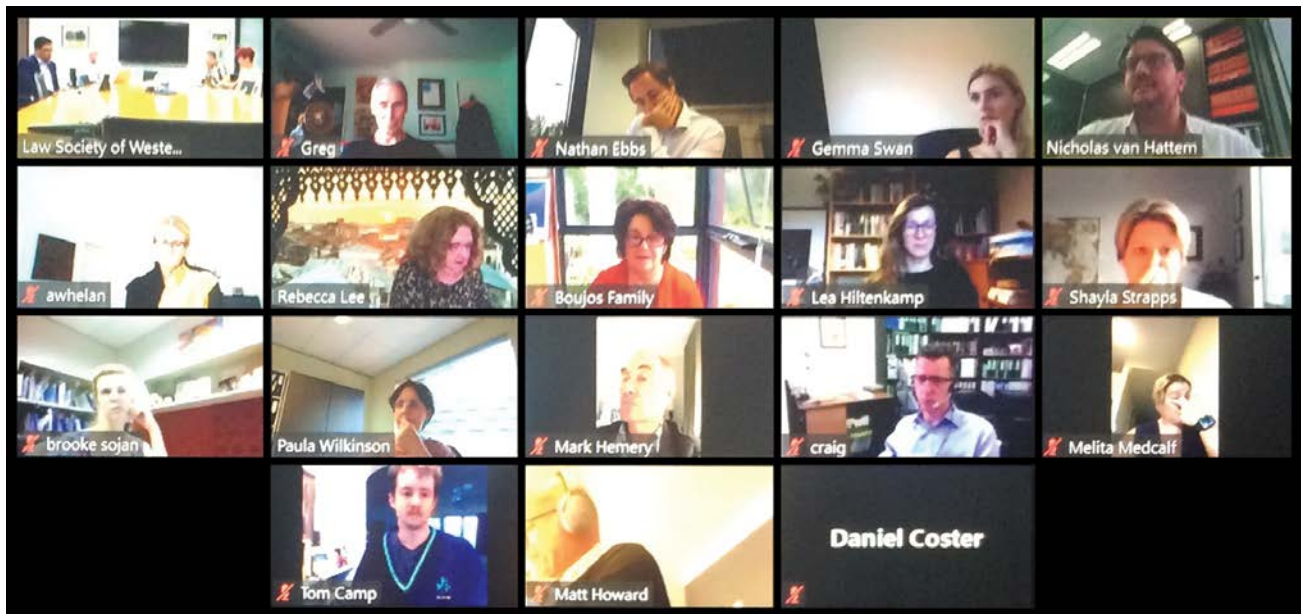 Law Society of Weste...
Greg
Nathan Ebbs
Gemma Swan
Nicholas van Hattem
awhelan
Rebecca Lee
Boujos Family
Lea Hiltenkamp
Shayla Strapps
brooke sojan
Paula Wilkinson
Mark Hemery
craig
Melita Medcalf
Tom Camp
Matt Howard
Daniel Coster